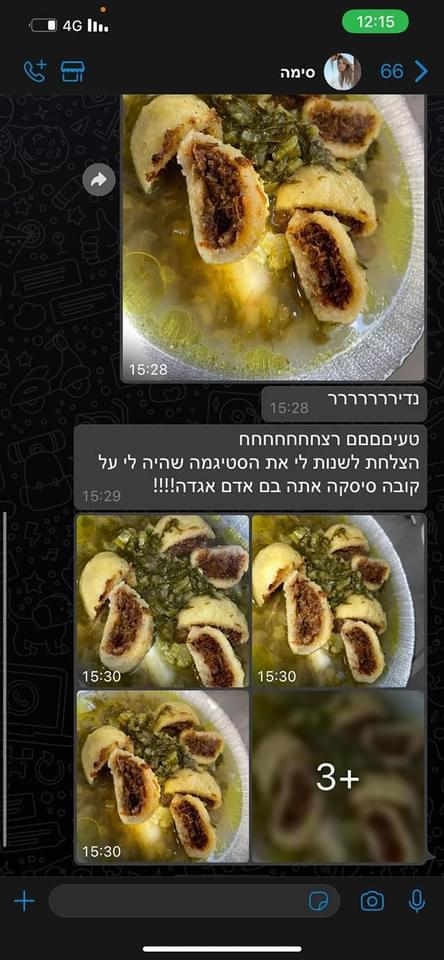 12:15
4G
66
סימה
15:28
נדיררררררר
15:28
טעיםםםם רצחחחחחחח
הצלחת לשנות לי את הסטיגמה שהיה לי על
קובה סיסקה אתה בם אדם אגדה!!!!
15:29
15:30
15:30
15:30
3+